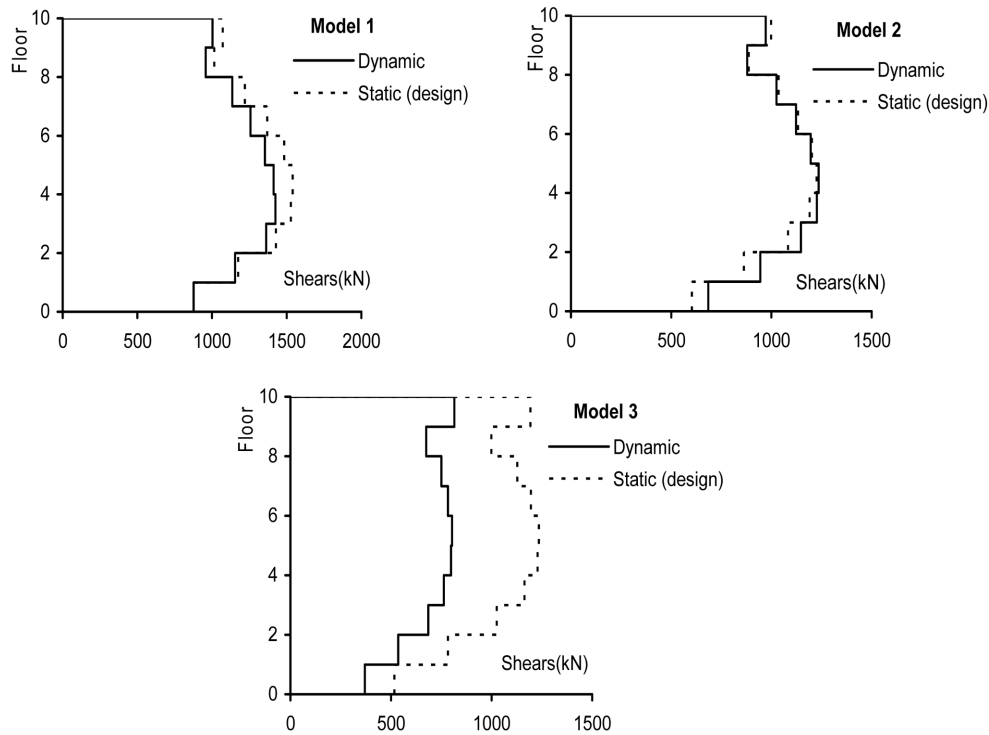 Model 1
Floor
10
8
6
4
2
0
Dynamic
Static (design)
Shears(kN)
0 500 1000 1500 2000
Model 2
Floor
10
8
6
4
2
0
Dynamic
Static (design)
Shears(kN)
0 500 1000 1500
Model 3
Floor
10
8
6
4
2
0
Dynamic
Static (design)
Shears(kN)
0 500 1000 1500